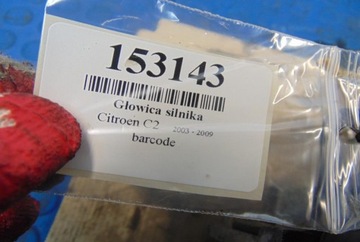 153143
Głowica silnika
Citroen C2 2003 - 2009
barcode